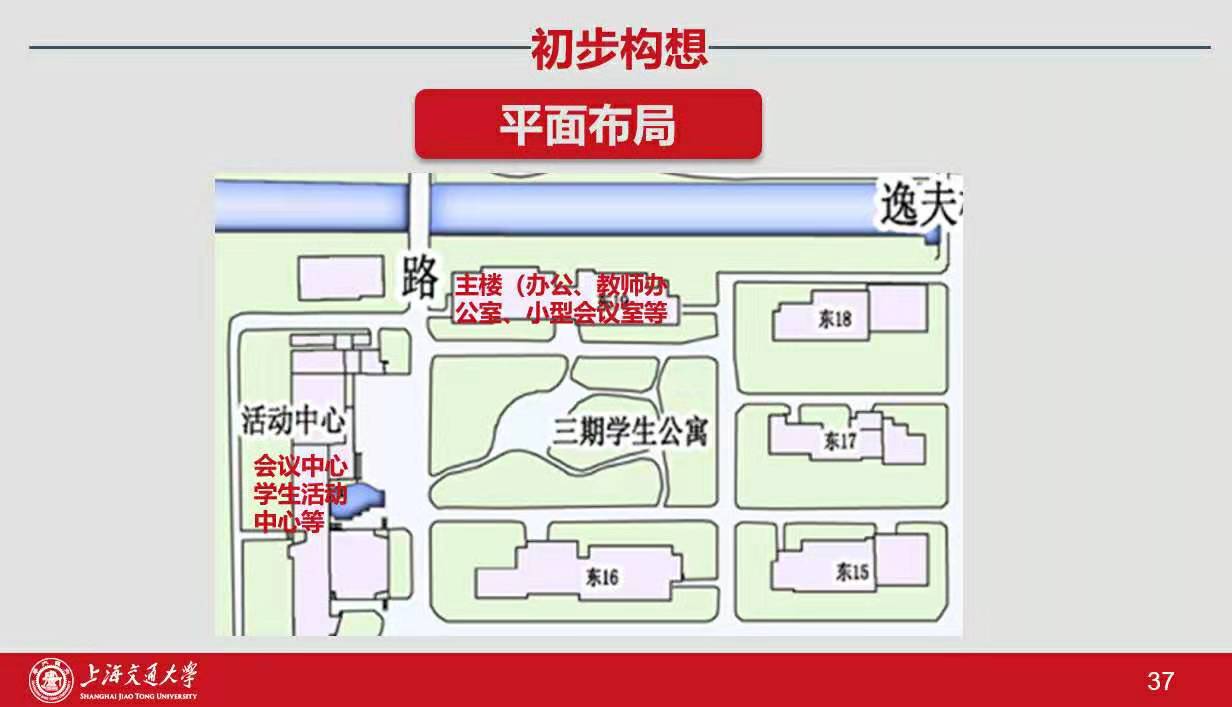 初步构想
平面布局
逸夫
路
主楼（办公、教师办
公室、小型会议室等
东18
活动中心
三期学生公寓
东17
会议中心
学生活动
中心等
东16
东15
上海交通大学
SHANGHAI JIAO TONG UNIVERSITY
37